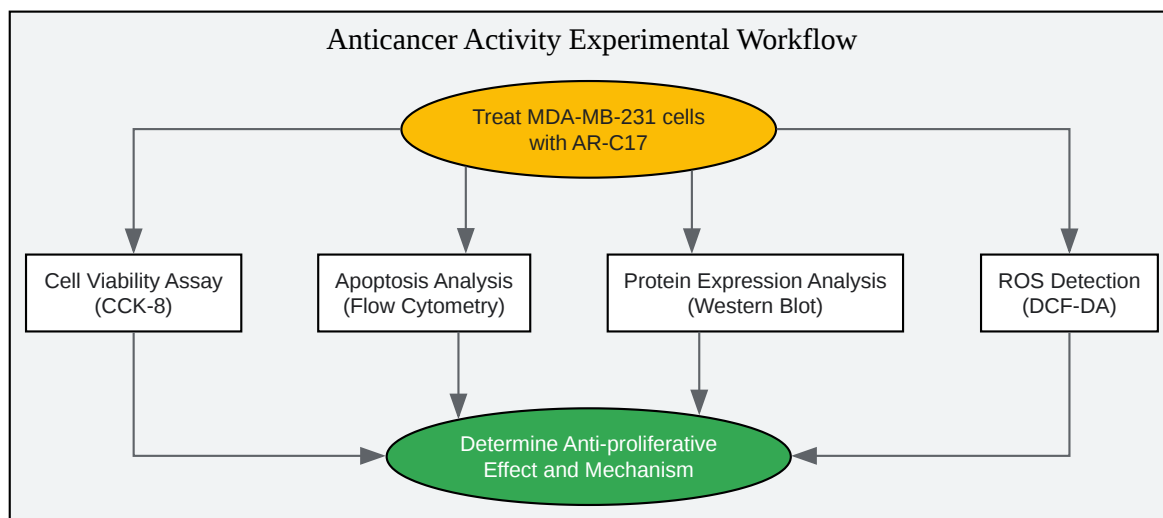 Anticancer Activity Experimental Workflow
Treat MDA-MB-231 cells
with AR-C17
Cell Viability Assay
(CCK-8)
Apoptosis Analysis
(Flow Cytometry)
Protein Expression Analysis
(Western Blot)
ROS Detection
(DCF-DA)
Determine Anti-proliferative
Effect and Mechanism